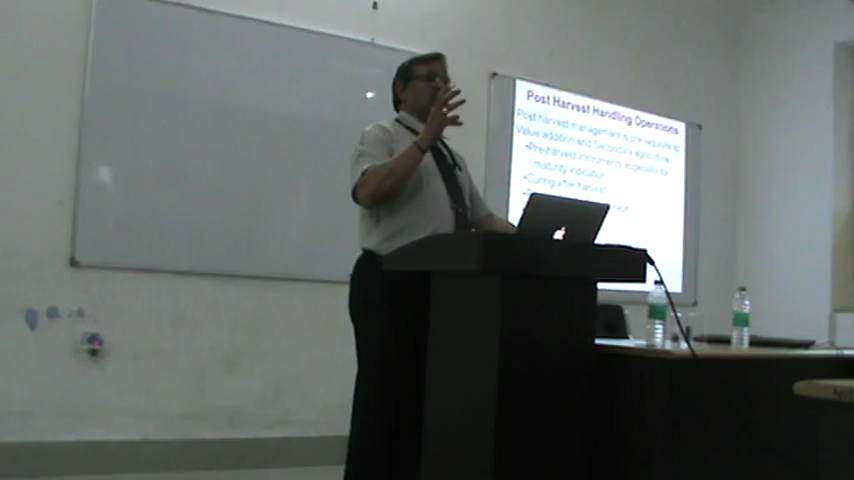 Post Harvest Handling Operations
Post harvest management is pre requisite to
Value addition and Secondary agriculture
•Pre-harvest Instruments especially for
maturity indication
•Curing after harvest